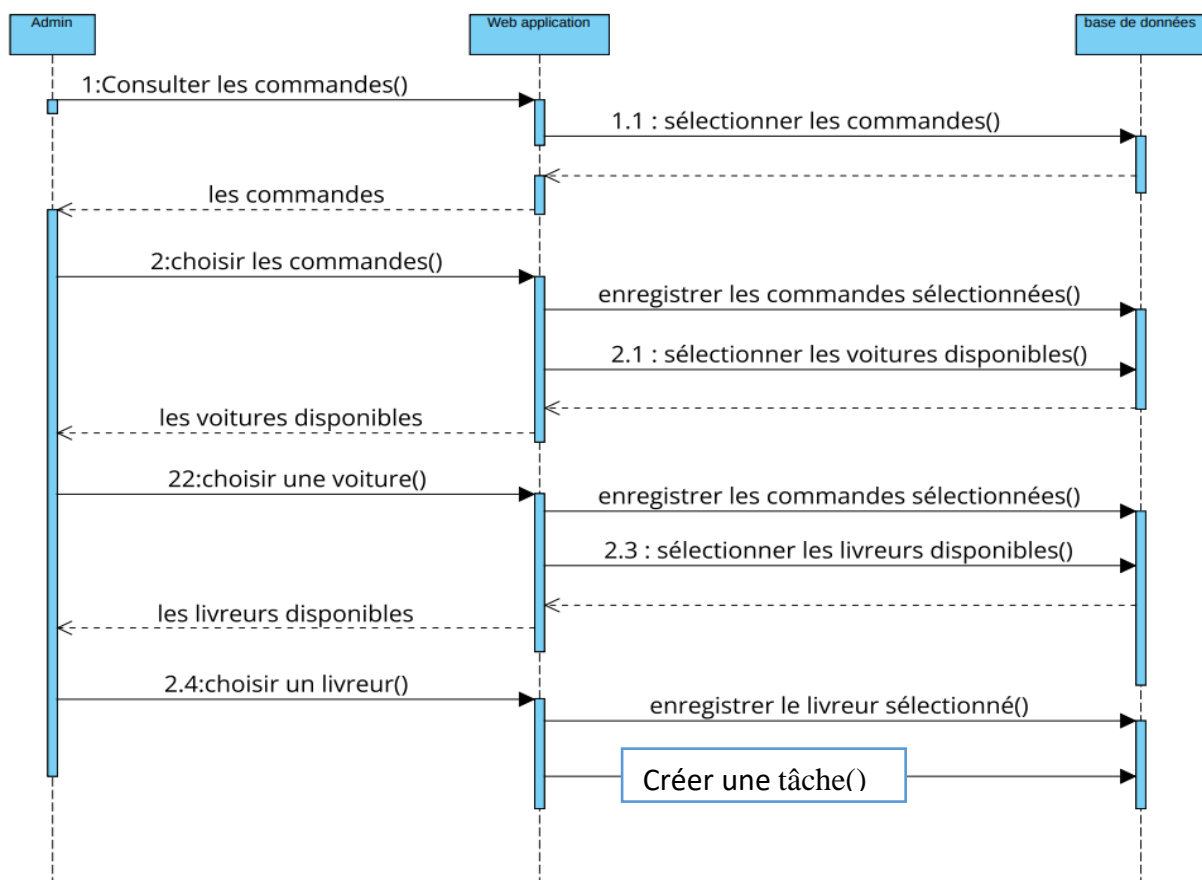 Admin
Web application
base de données
1:Consulter les commandes()
1.1 : sélectionner les commandes()
les commandes
2:choisir les commandes()
enregistrer les commandes sélectionnées()
2.1 : sélectionner les voitures disponibles()
les voitures disponibles
22:choisir une voiture()
enregistrer les commandes sélectionnées()
2.3 : sélectionner les livreurs disponibles()
les livreurs disponibles
2.4:choisir un livreur()
enregistrer le livreur sélectionné()
Créer une tâche()